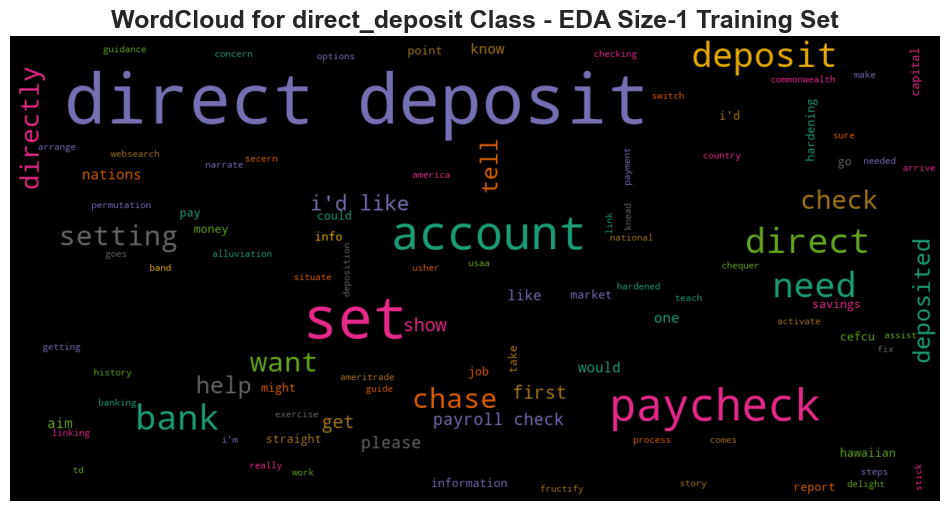 WordCloud for direct_deposit Class - EDA Size-1 Training Set
guidance
concern
options
point
know
checking
deposit
commonwealth
make
capital
direct deposit
directly
switch
i'd
hardening
sure
arrange
websearch
narrate
secern
tell
payment
country
go
needed
arrive
nations
america
permutation
pay
i'd like
could
link
knead
check
setting
money
info
account
national
direct
goes
alluviation
band
situate
deposition
usher
usaa
chequer
need
deposited
like
market
hardened
teach
savings
set
show
one
activate
cefcu
assist
fix
getting
want
take
would
history
help
might
ameritrade
guide
job
first
chase
paycheck
banking
bank
exercise
get
payroll check
aim
linking
i'm
straight
please
process
comes
hawaiian
td
really
work
information
fructify
story
report
steps
delight
stick